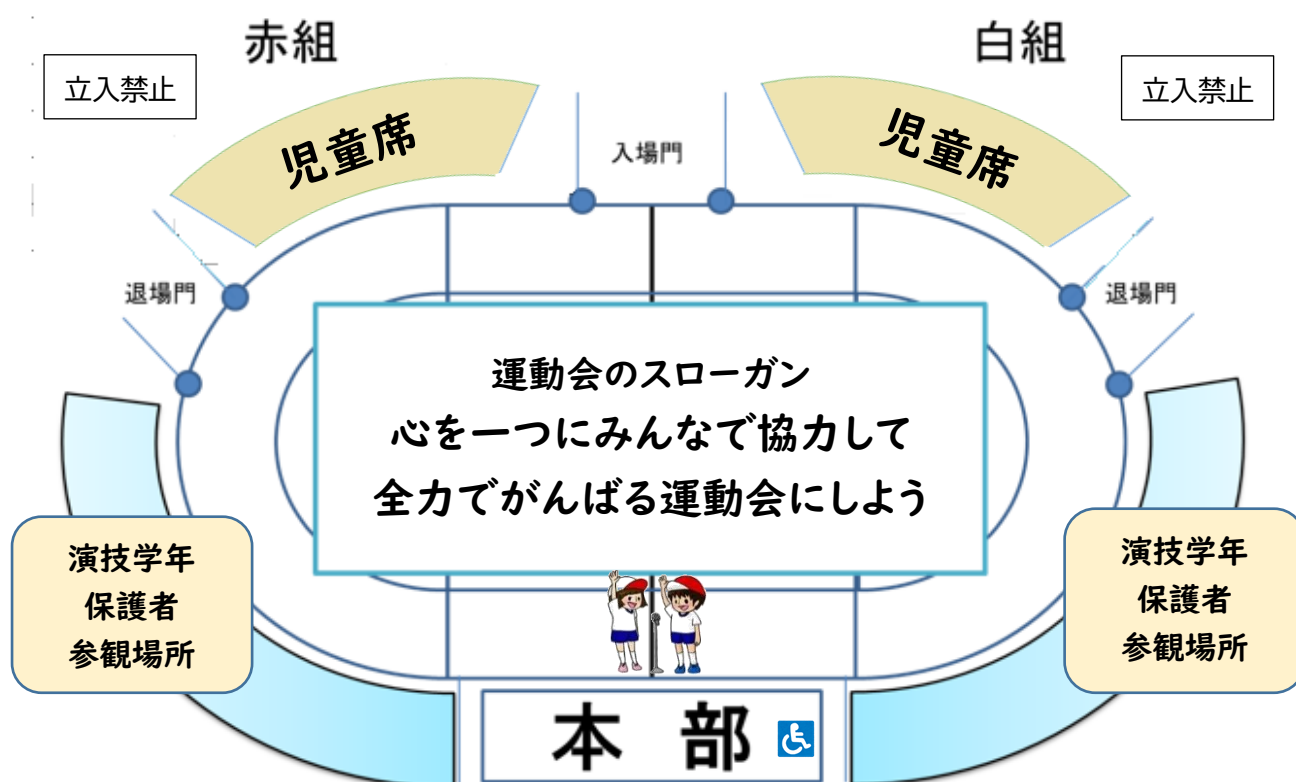 赤組
白組
立入禁止
立入禁止
児童席
児童席
入場門
退場門
退場門
運動会のスローガン
心を一つにみんなで協力して
全力でがんばる運動会にしよう
演技学年
保護者
参観場所
演技学年
保護者
参観場所
本部